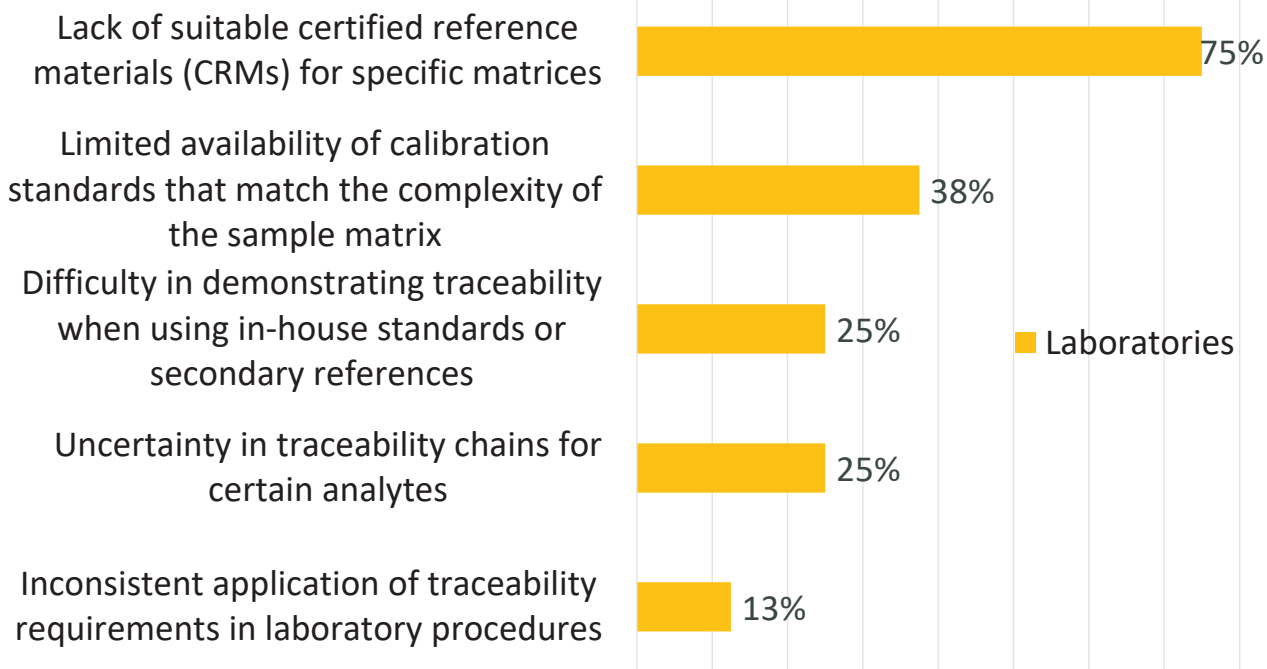 Lack of suitable certified reference
materials (CRMs) for specific matrices
75%
Limited availability of calibration
standards that match the complexity of
the sample matrix
38%
Difficulty in demonstrating traceability
when using in-house standards or
secondary references
25%
Laboratories
Uncertainty in traceability chains for
certain analytes
25%
Inconsistent application of traceability
requirements in laboratory procedures
13%